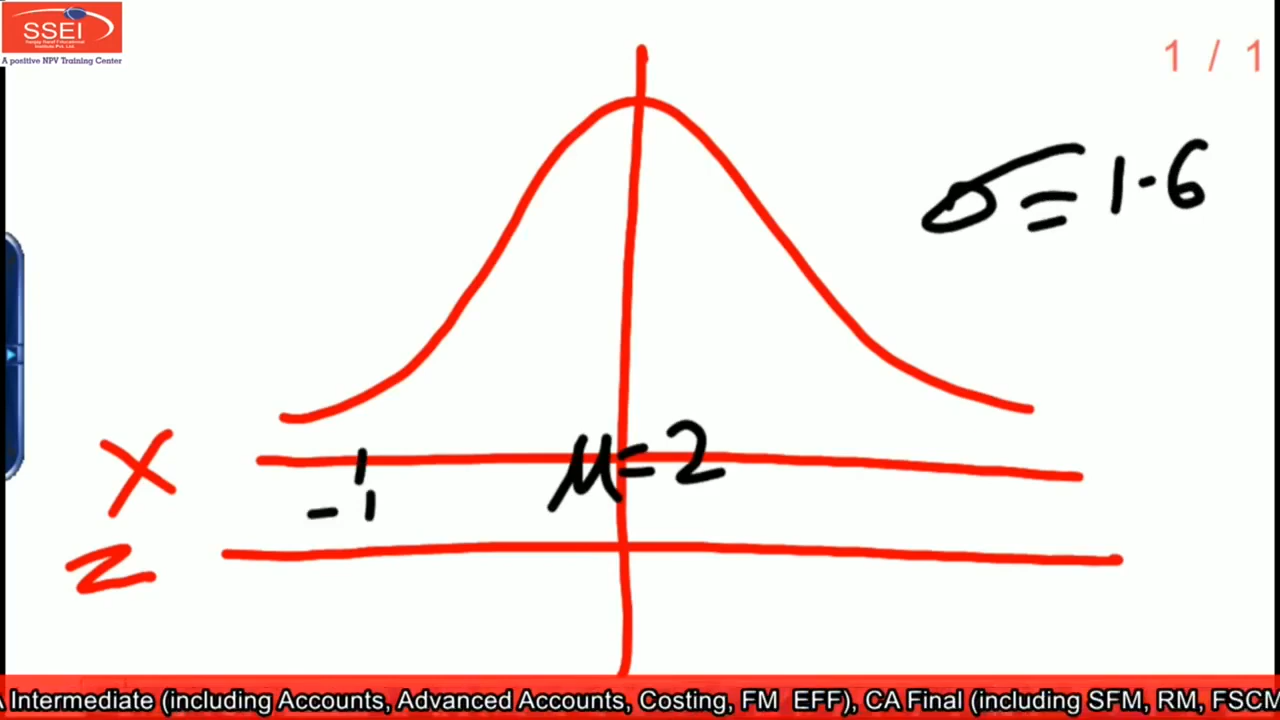 SSEI
A positive NPV Training Center
1 / 1
σ = 1.6
X
μ = 2
-1
Z
Intermediate (including Accounts, Advanced Accounts, Costing, FM EFF), CA Final (including SFM, RM, FSCM